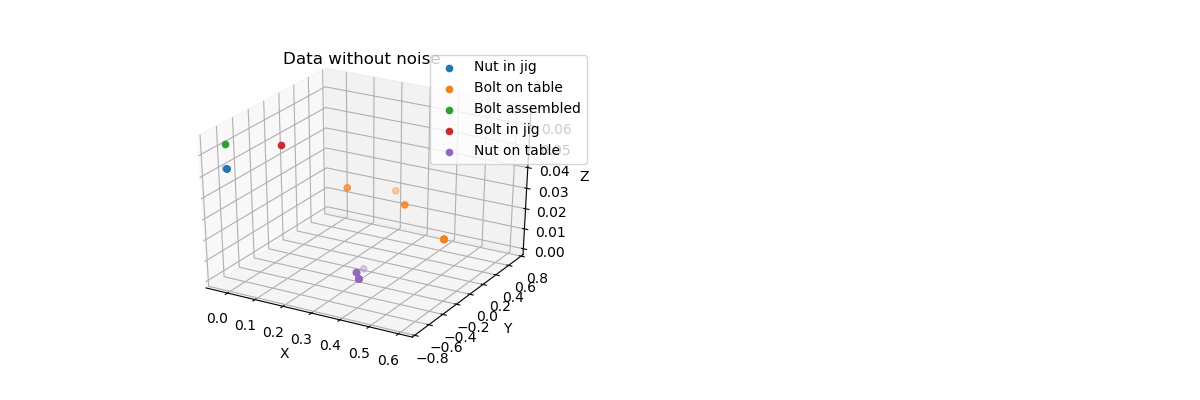 Data without noise
Nut in jig
Bolt on table
Bolt assembled
Bolt in jig
Nut on table
0.06
0.05
0.04
0.03
0.02
0.01
0.00
Z
0.8
0.6
0.4
0.2
0.0
−0.2
−0.4
−0.6
−0.8
Y
0.0
0.1
0.2
0.3
0.4
0.5
0.6
X